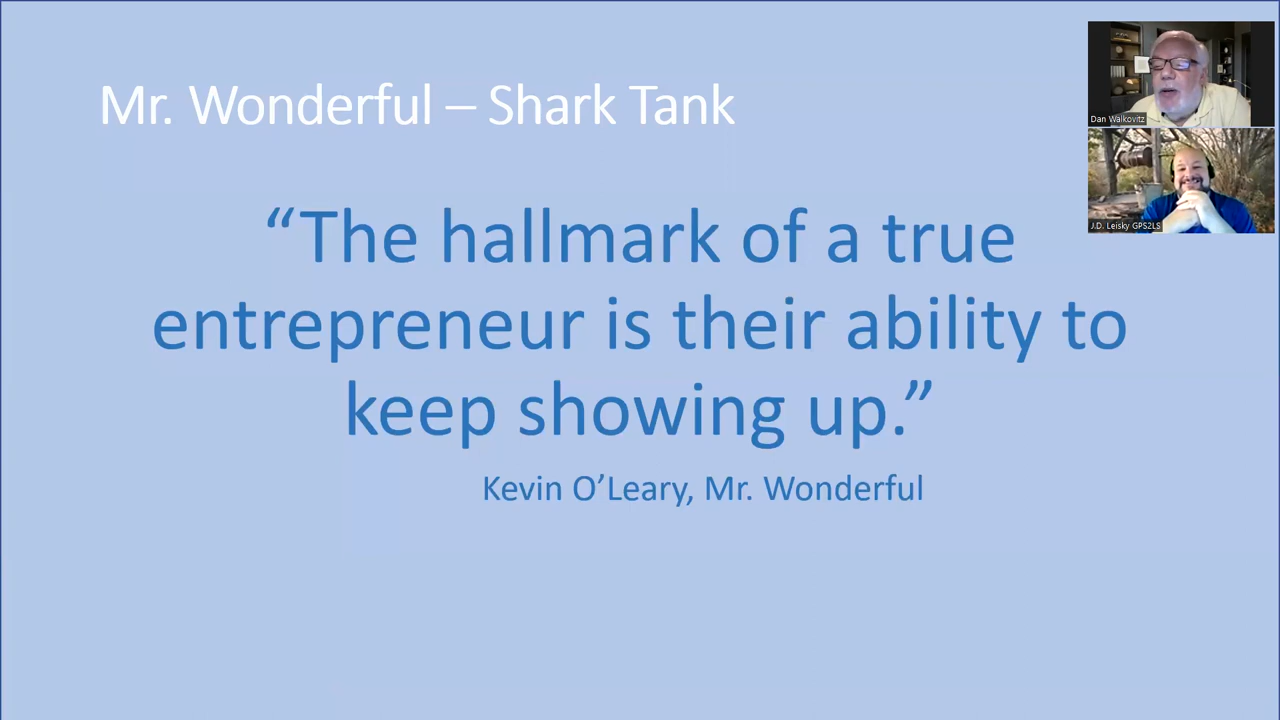 Mr. Wonderful – Shark Tank
“The hallmark of a true
entrepreneur is their ability to
keep showing up.”
Kevin O’Leary, Mr. Wonderful
Dan Walkovitz
J.D. Leisky GPS2LS